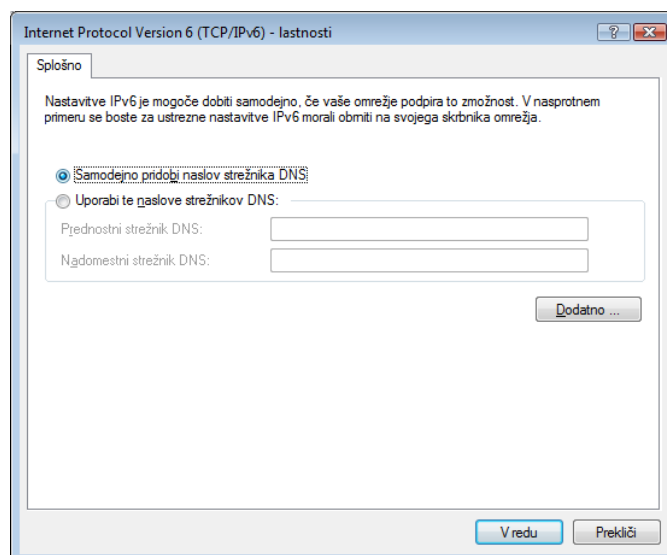 Internet Protocol Version 6 (TCP/IPv6) - lastnosti
Splošno
Nastavitve IPv6 je mogoče dobiti samodejno, če vaše omrežje podpira to zmožnost. V nasprotnem
primeru se boste za ustrezne nastavitve IPv6 morali obrniti na svojega skrbnika omrežja.
Samodejno pridobi naslov strežnika DNS
Uporabi te naslove strežnikov DNS:
Prednostni strežnik DNS:
Nadomestni strežnik DNS:
Dodatno ...
V redu
Prekliči